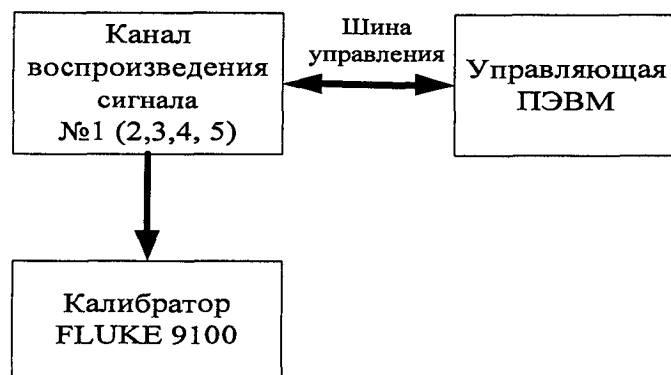 Канал
воспроизведения
сигнала
№1 (2,3,4, 5)
Шина
управления
Управляющая
ПЭВМ
Калибратор
FLUKE 9100